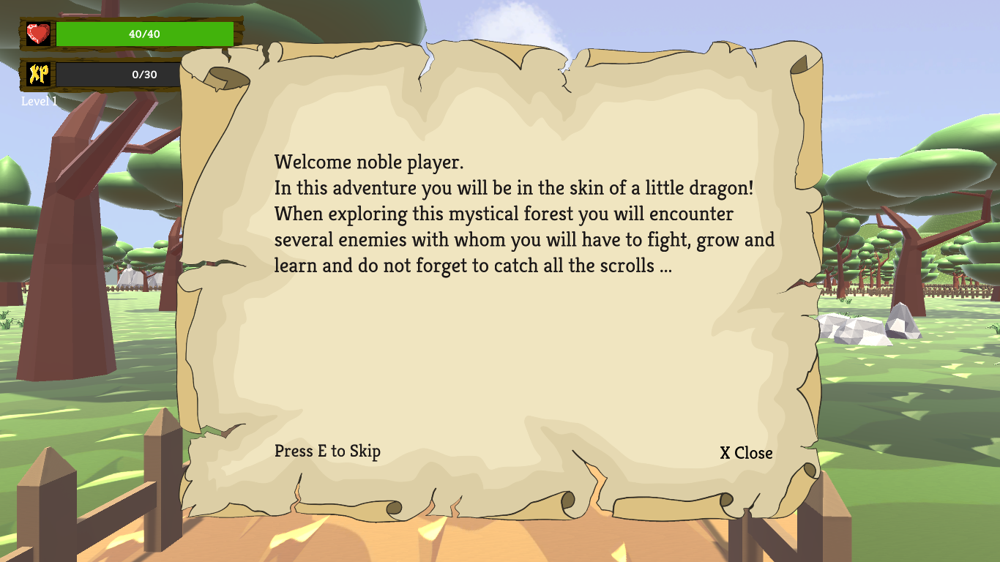 40/40
XP
0/30
Level 1
Welcome noble player.
In this adventure you will be in the skin of a little dragon!
When exploring this mystical forest you will encounter
several enemies with whom you will have to fight, grow and
learn and do not forget to catch all the scrolls ...
Press E to Skip
X Close